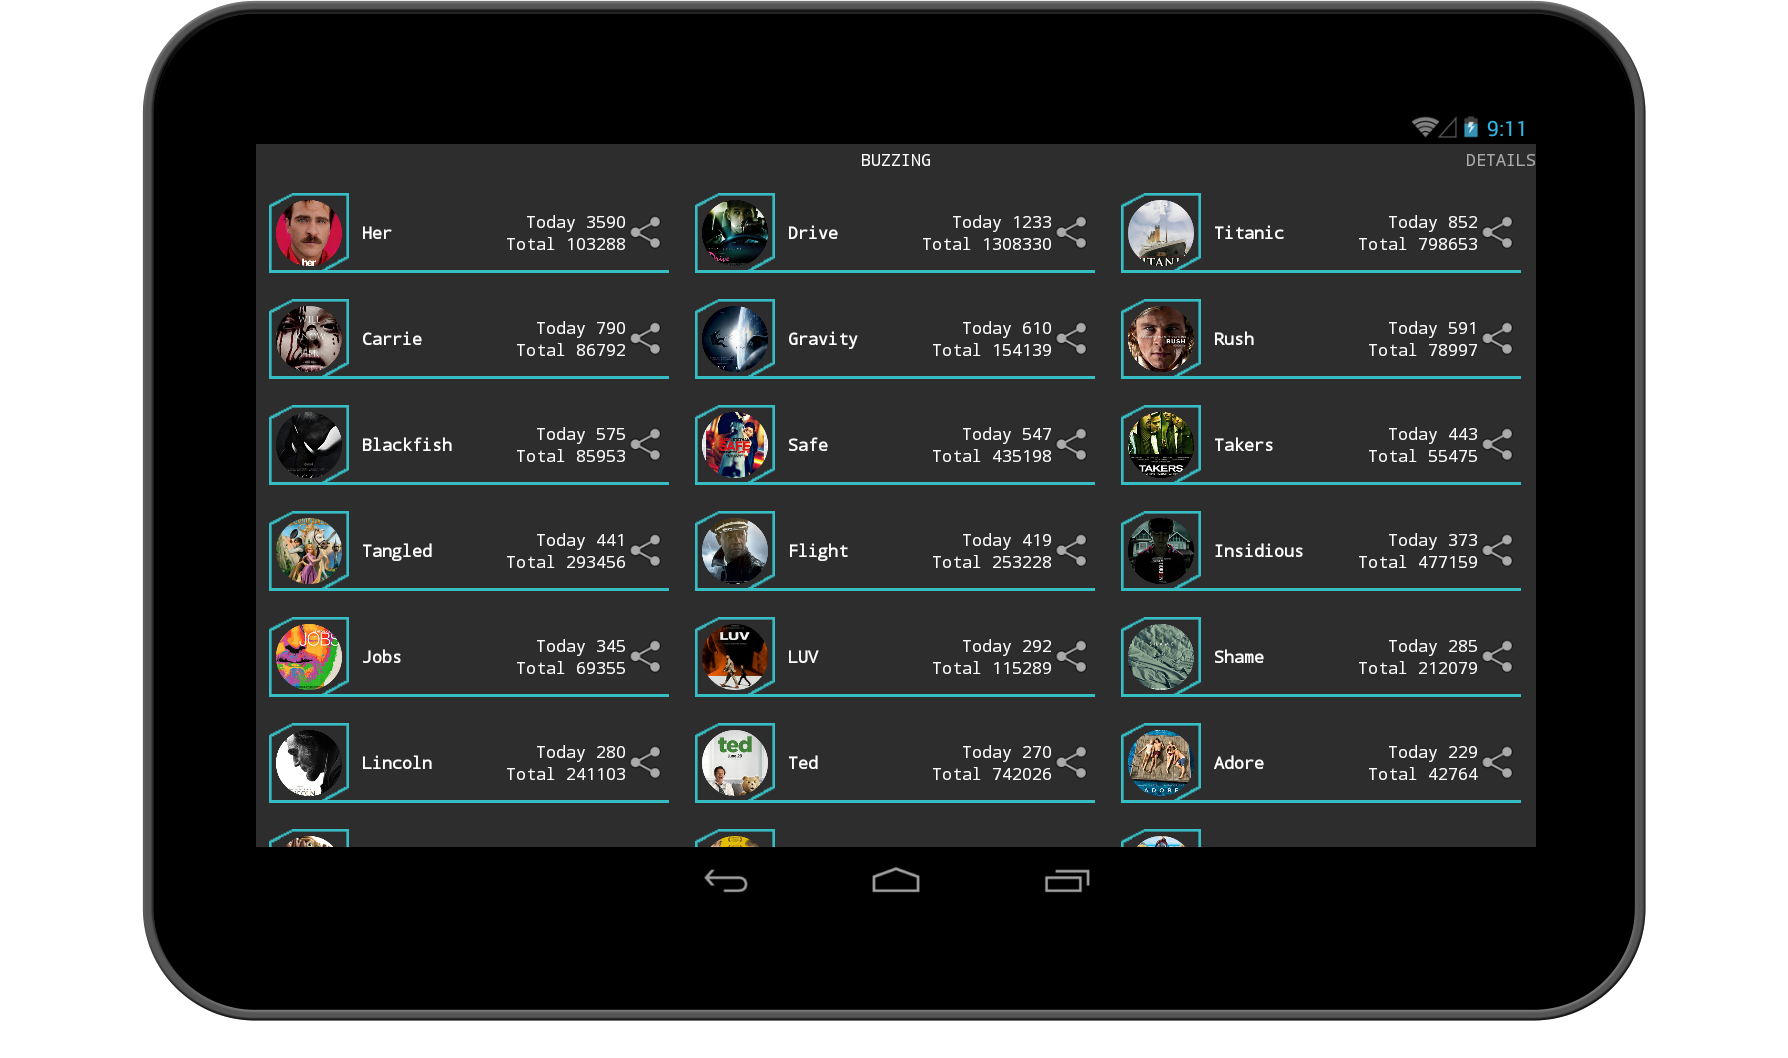 9:11
BUZZING
DETAILS
her
Her
Today 3590
Total 103288
Drive
Drive
Today 1233
Total 1308330
Titanic
Today 852
Total 798653
Carrie
Today 790
Total 86792
Gravity
Today 610
Total 154139
RUSH
Rush
Today 591
Total 78997
Blackfish
Today 575
Total 85953
SAFE
Safe
Today 547
Total 435198
TAKERS
Takers
Today 443
Total 55475
Tangled
Today 441
Total 293456
Flight
Today 419
Total 253228
Insidious
Today 373
Total 477159
JOBS
Jobs
Today 345
Total 69355
LUV
LUV
Today 292
Total 115289
Shame
Today 285
Total 212079
Lincoln
Today 280
Total 241103
ted
Ted
Today 270
Total 742026
ADORE
Adore
Today 229
Total 42764